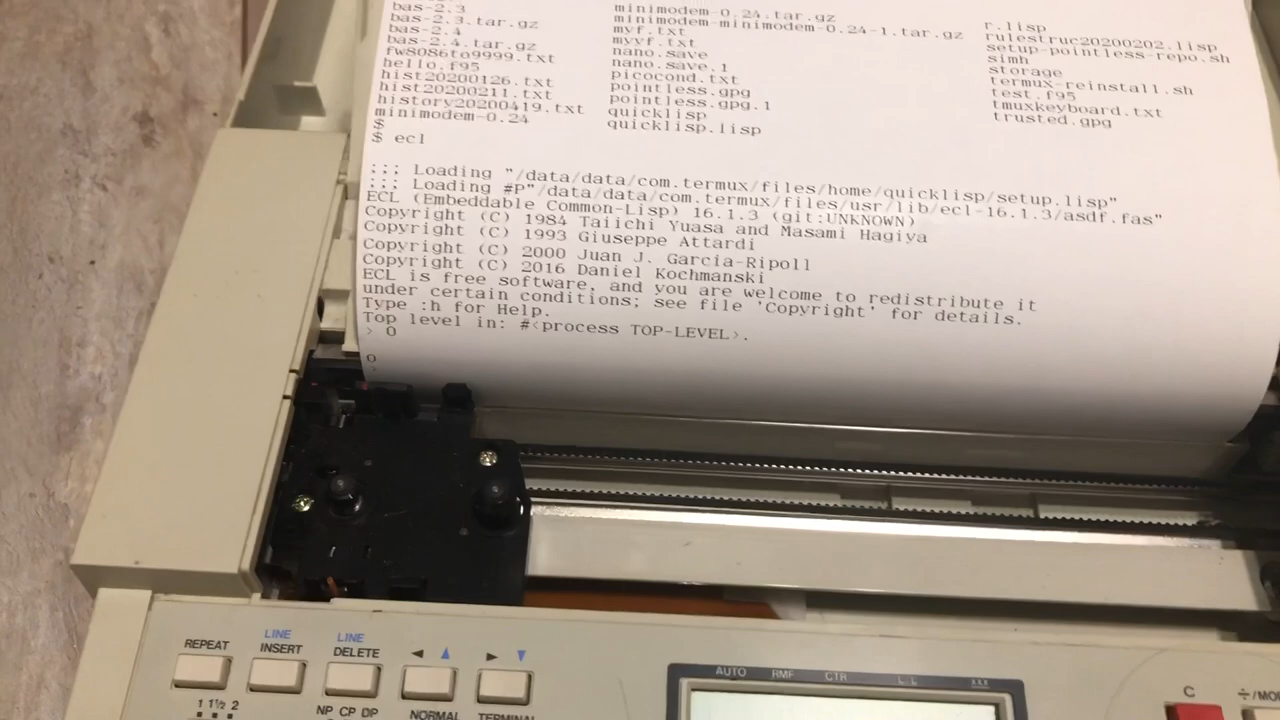 bas-2.3 minimodem-0.24.tar.gz r.lisp
bas-2.3.tar.gz minimodem-minimodem-0.24-1.tar.gz rulestruc20200202.lisp
bas-2.4 myf.txt setup-pointless-repo.sh
bas-2.4.tar.gz myvf.txt simh
fw8086to9999.txt nano.save storage
hello.f95 nano.save.1 termux-reinstall.sh
hist20200126.txt picocond.txt test.f95
hist20200211.txt pointless.gpg tmuxkeyboard.txt
history20200419.txt pointless.gpg.1 trusted.gpg
minimodem-0.24 quicklisp
$ quicklisp.lisp
$ ecl
;;; Loading "/data/data/com.termux/files/home/quicklisp/setup.lisp"
;;; Loading #P"/data/data/com.termux/files/usr/lib/ecl-16.1.3/asdf.fas"
ECL (Embeddable Common-Lisp) 16.1.3 (git:UNKNOWN)
Copyright (C) 1984 Taiichi Yuasa and Masami Hagiya
Copyright (C) 1993 Giuseppe Attardi
Copyright (C) 2000 Juan J. Garcia-Ripoll
Copyright (C) 2016 Daniel Kochmanski
ECL is free software, and you are welcome to redistribute it
under certain conditions; see file 'Copyright' for details.
Type :h for Help.
Top level in: #<process TOP-LEVEL>.
> 0
0
>
REPEAT LINE INSERT LINE DELETE ◄ ▲ ► ▼
1 1½ 2 NP CP DP NORMAL TERMINAL
AUTO RMF CTR L.L xxx
C ÷/MOD